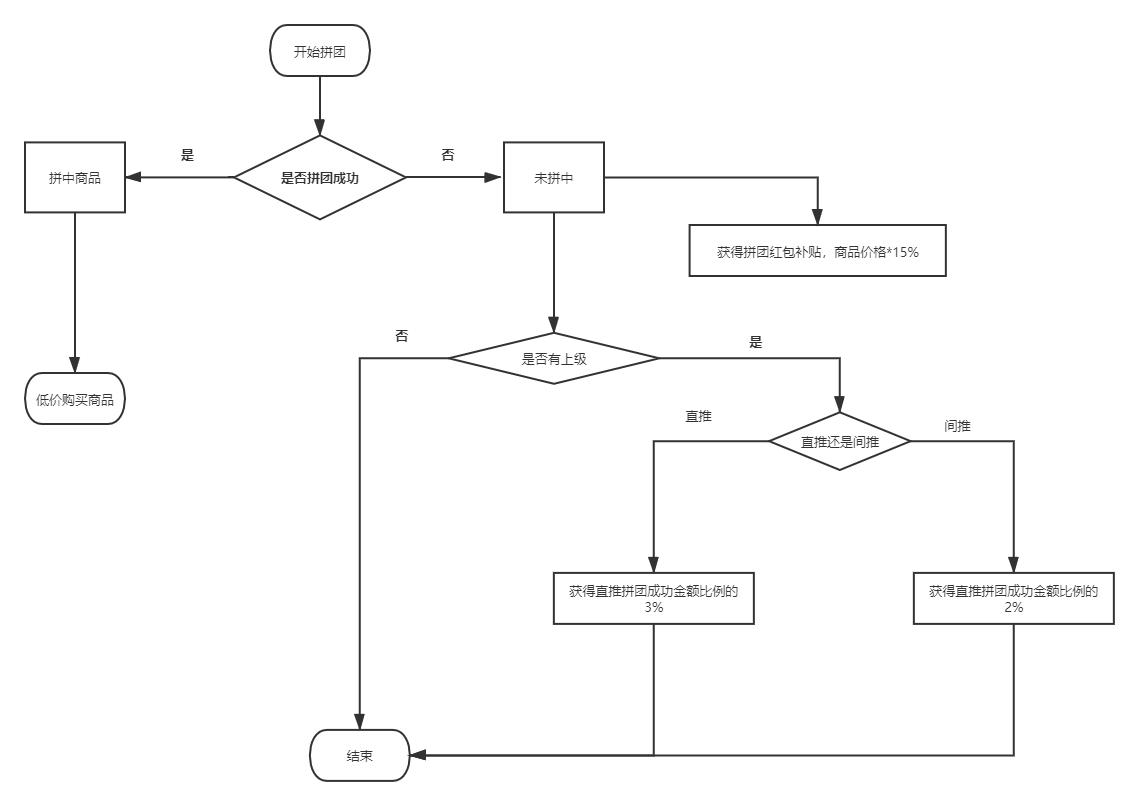 开始拼团
是
否
拼中商品
是否拼团成功
未拼中
获得拼团红包补贴，商品价格*15%
否
是
是否有上级
低价购买商品
直推
间推
直推还是间推
获得直推拼团成功金额比例的
3%
获得直推拼团成功金额比例的
2%
结束